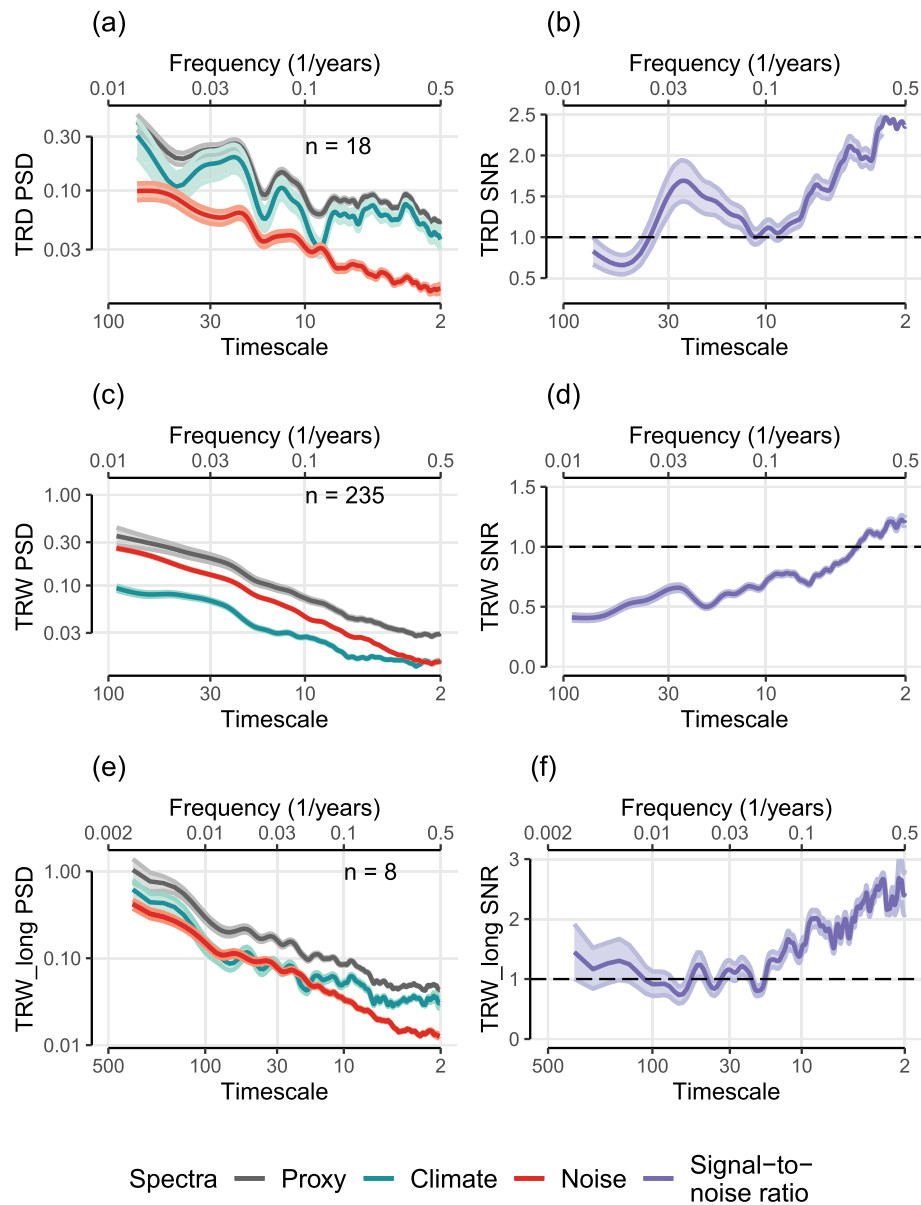 (a)
Frequency (1/years)
0.01 0.03 0.1 0.5
TRD PSD
0.30
0.10
0.03
n = 18
100 30 10 2
Timescale
(b)
Frequency (1/years)
0.01 0.03 0.1 0.5
TRD SNR
2.5
2.0
1.5
1.0
0.5
100 30 10 2
Timescale
(c)
Frequency (1/years)
0.01 0.03 0.1 0.5
TRW PSD
1.00
0.30
0.10
0.03
n = 235
100 30 10 2
Timescale
(d)
Frequency (1/years)
0.01 0.03 0.1 0.5
TRW SNR
1.5
1.0
0.5
0.0
100 30 10 2
Timescale
(e)
Frequency (1/years)
0.002 0.01 0.03 0.1 0.5
TRW_long PSD
1.00
0.10
0.01
n = 8
500 100 30 10 2
Timescale
(f)
Frequency (1/years)
0.002 0.01 0.03 0.1 0.5
TRW_long SNR
3
2
1
0
500 100 30 10 2
Timescale
Spectra Proxy Climate Noise Signal−to−
noise ratio